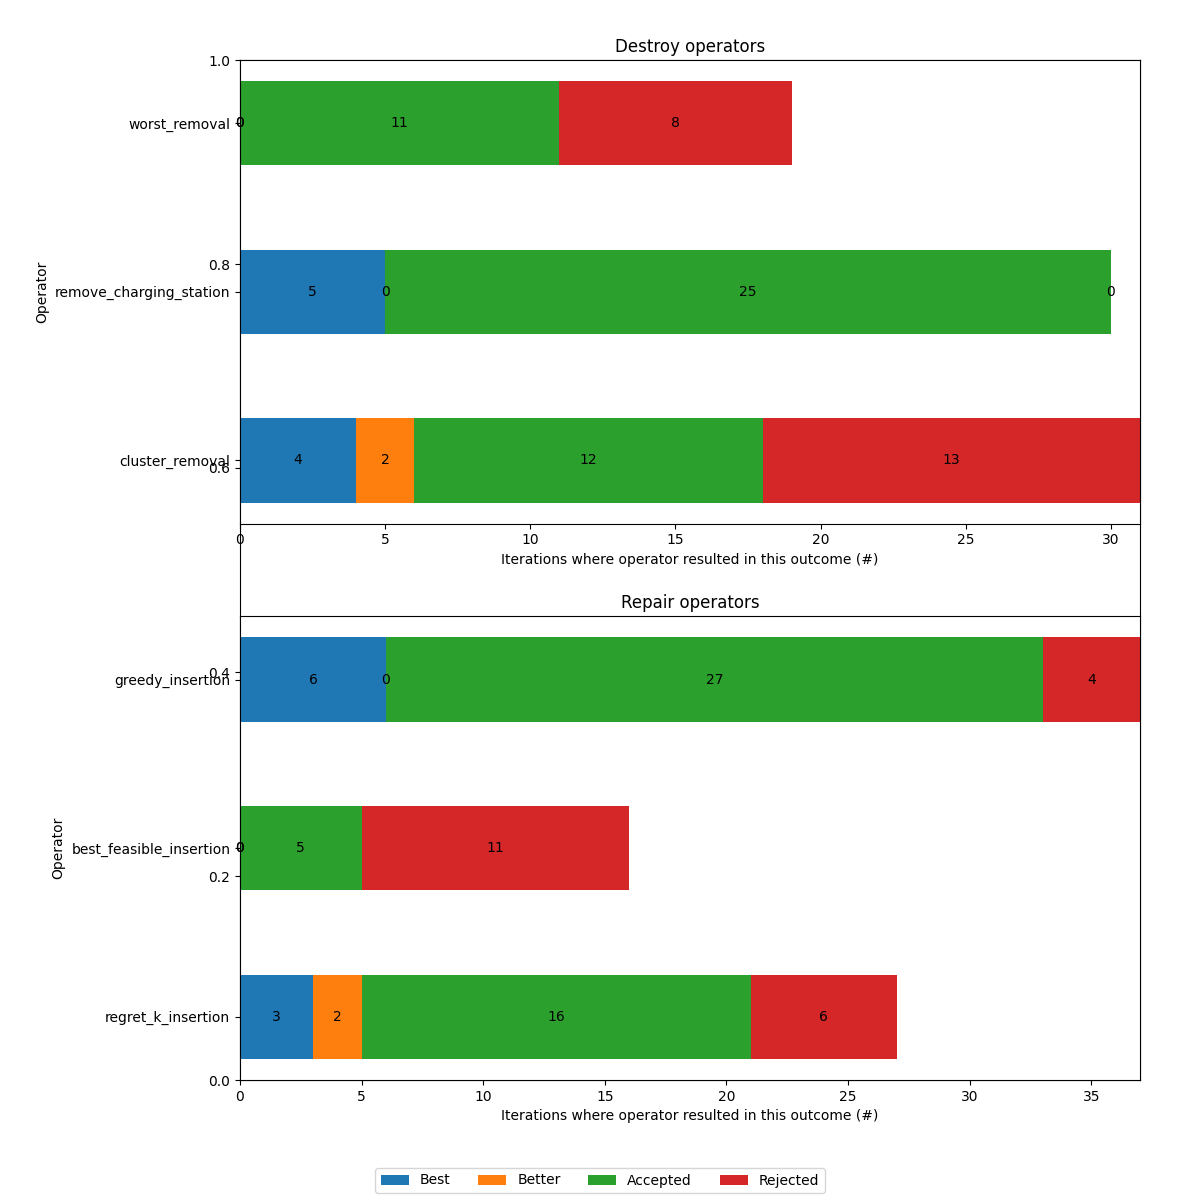 Destroy operators
1.0
worst_removal 0 0 11 8
0.8
remove_charging_station 5 0 25 0
Operator
cluster_removal 4 2 12 13
0.6
0 5 10 15 20 25 30
Iterations where operator resulted in this outcome (#)
Repair operators
0.4
greedy_insertion 6 0 27 4
best_feasible_insertion 0 0 5 11
Operator
0.2
regret_k_insertion 3 2 16 6
0.0
0 5 10 15 20 25 30 35
Iterations where operator resulted in this outcome (#)
Best Better Accepted Rejected